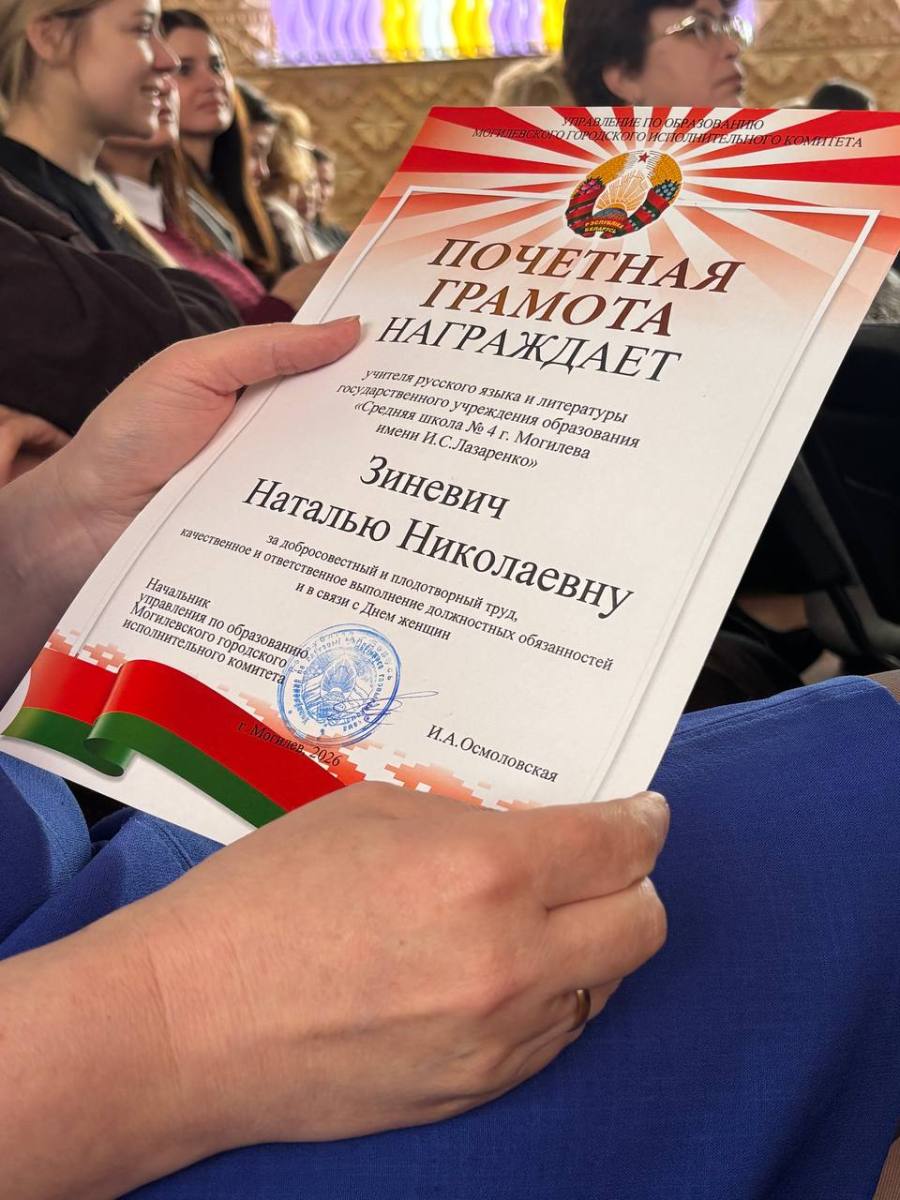 УПРАВЛЕНИЕ ПО ОБРАЗОВАНИЮ
МОГИЛЕВСКОГО ГОРОДСКОГО ИСПОЛНИТЕЛЬНОГО КОМИТЕТА
РЭСПУБЛІКА
БЕЛАРУСЬ
ПОЧЕТНАЯ
ГРАМОТА
НАГРАЖДАЕТ
учителя русского языка и литературы
государственного учреждения образования
«Средняя школа № 4 г. Могилева
имени И.С.Лазаренко»
Зиневич
Наталью Николаевну
за добросовестный и плодотворный труд,
качественное и ответственное выполнение должностных обязанностей
и в связи с Днем женщин
Начальник
управления по образованию
Могилевского городского
исполнительного комитета
И.А.Осмоловская
г. Могилев, 2026